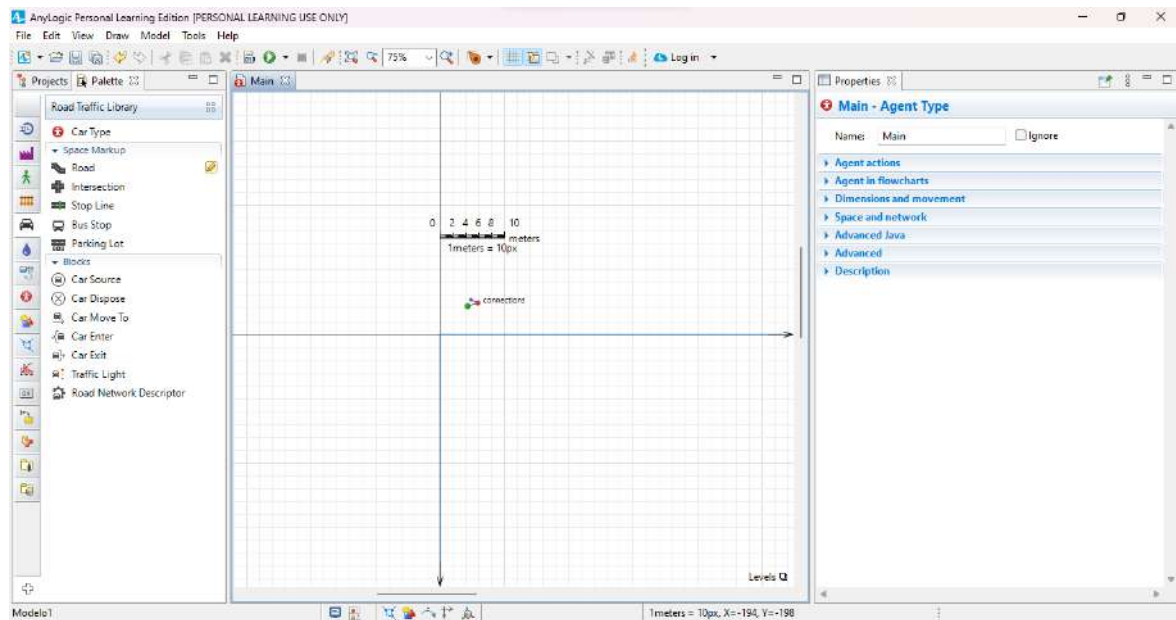 AnyLogic Personal Learning Edition [PERSONAL LEARNING USE ONLY]
File Edit View Draw Model Tools Help
75% Log in
Projects Palette
Road Traffic Library
Car Type
Space Markup
Road
Intersection
Stop Line
Bus Stop
Parking Lot
Blocks
Car Source
Car Dispose
Car Move To
Car Enter
Car Exit
Traffic Light
Road Network Descriptor
Main
0 2 4 6 8 10
meters
1meters = 10px
connections
Levels
Properties
Main - Agent Type
Name: Main Ignore
Agent actions
Agent in flowcharts
Dimensions and movement
Space and network
Advanced Java
Advanced
Description
Modelo1 1meters = 10px, X=-194, Y=-198